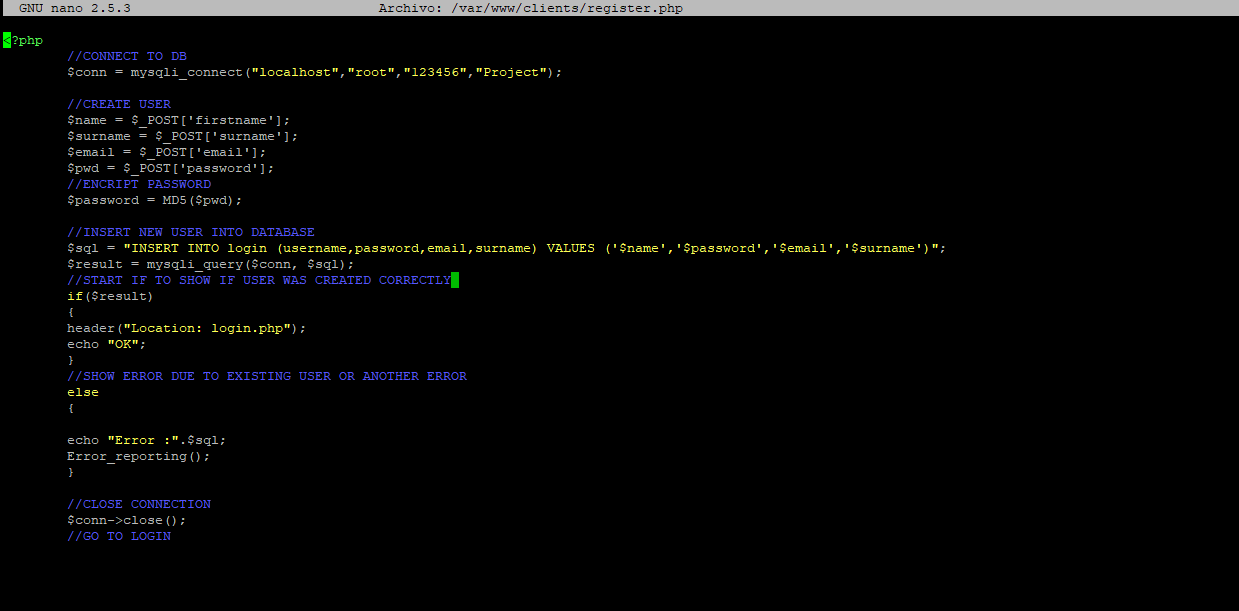 GNU nano 2.5.3 Archivo: /var/www/clients/register.php
<?php
//CONNECT TO DB
$conn = mysqli_connect("localhost","root","123456","Project");
//CREATE USER
$name = $_POST['firstname'];
$surname = $_POST['surname'];
$email = $_POST['email'];
$pwd = $_POST['password'];
//ENCRIPT PASSWORD
$password = MD5($pwd);
//INSERT NEW USER INTO DATABASE
$sql = "INSERT INTO login (username,password,email,surname) VALUES ('$name','$password','$email','$surname')";
$result = mysqli_query($conn, $sql);
//START IF TO SHOW IF USER WAS CREATED CORRECTLY
if($result)
{
header("Location: login.php");
echo "OK";
}
//SHOW ERROR DUE TO EXISTING USER OR ANOTHER ERROR
else
{
echo "Error :".$sql;
Error_reporting();
}
//CLOSE CONNECTION
$conn->close();
//GO TO LOGIN